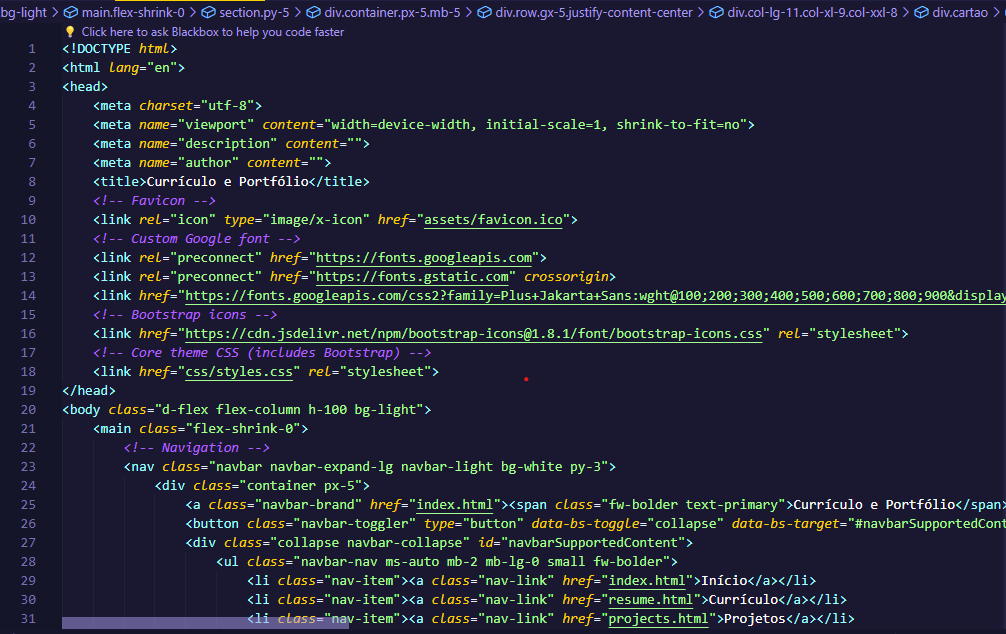 bg-light > main.flex-shrink-0 > section.py-5 > div.container.px-5.mb-5 > div.row.gx-5.justify-content-center > div.col-lg-11.col-xl-9.col-xxl-8 > div.cartao >
Click here to ask Blackbox to help you code faster
1 <!DOCTYPE html>
2 <html lang="en">
3 <head>
4 <meta charset="utf-8">
5 <meta name="viewport" content="width=device-width, initial-scale=1, shrink-to-fit=no">
6 <meta name="description" content="">
7 <meta name="author" content="">
8 <title>Currículo e Portfólio</title>
9 <!-- Favicon -->
10 <link rel="icon" type="image/x-icon" href="assets/favicon.ico">
11 <!-- Custom Google font -->
12 <link rel="preconnect" href="https://fonts.googleapis.com">
13 <link rel="preconnect" href="https://fonts.gstatic.com" crossorigin>
14 <link href="https://fonts.googleapis.com/css2?family=Plus+Jakarta+Sans:wght@100;200;300;400;500;600;700;800;900&display
15 <!-- Bootstrap icons -->
16 <link href="https://cdn.jsdelivr.net/npm/bootstrap-icons@1.8.1/font/bootstrap-icons.css" rel="stylesheet">
17 <!-- Core theme CSS (includes Bootstrap) -->
18 <link href="css/styles.css" rel="stylesheet">
19 </head>
20 <body class="d-flex flex-column h-100 bg-light">
21 <main class="flex-shrink-0">
22 <!-- Navigation -->
23 <nav class="navbar navbar-expand-lg navbar-light bg-white py-3">
24 <div class="container px-5">
25 <a class="navbar-brand" href="index.html"><span class="fw-bolder text-primary">Currículo e Portfólio</span>
26 <button class="navbar-toggler" type="button" data-bs-toggle="collapse" data-bs-target="#navbarSupportedCont
27 <div class="collapse navbar-collapse" id="navbarSupportedContent">
28 <ul class="navbar-nav ms-auto mb-2 mb-lg-0 small fw-bolder">
29 <li class="nav-item"><a class="nav-link" href="index.html">Início</a></li>
30 <li class="nav-item"><a class="nav-link" href="resume.html">Currículo</a></li>
31 <li class="nav-item"><a class="nav-link" href="projects.html">Projetos</a></li>